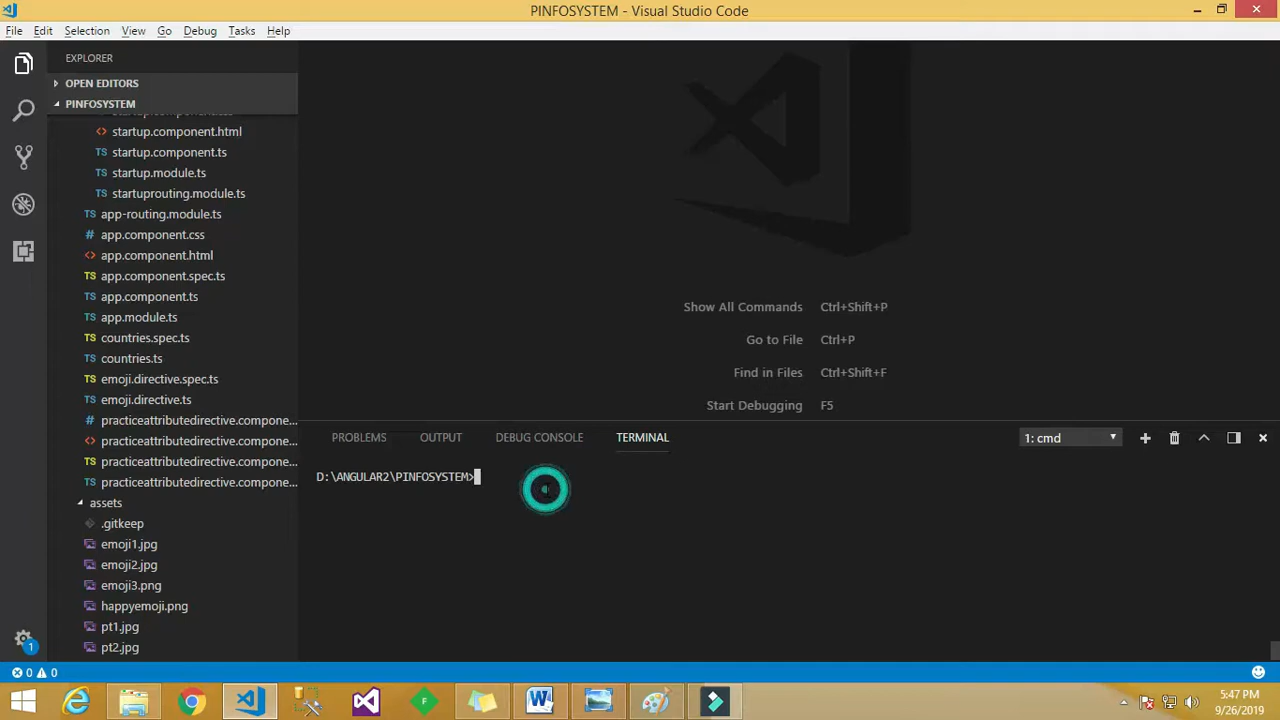 PINFOSYSTEM - Visual Studio Code
File Edit Selection View Go Debug Tasks Help
EXPLORER
OPEN EDITORS
PINFOSYSTEM
startup.component.html
startup.component.ts
startup.module.ts
startuprouting.module.ts
app-routing.module.ts
app.component.css
app.component.html
app.component.spec.ts
app.component.ts
app.module.ts
countries.spec.ts
countries.ts
emoji.directive.spec.ts
emoji.directive.ts
practiceattributedirective.compone...
practiceattributedirective.compone...
practiceattributedirective.compone...
practiceattributedirective.compone...
assets
.gitkeep
emoji1.jpg
emoji2.jpg
emoji3.png
happyemoji.png
pt1.jpg
pt2.jpg
Show All Commands Ctrl+Shift+P
Go to File Ctrl+P
Find in Files Ctrl+Shift+F
Start Debugging F5
PROBLEMS OUTPUT DEBUG CONSOLE TERMINAL 1: cmd
D:\ANGULAR2\PINFOSYSTEM>
1
0 0
5:47 PM
9/26/2019